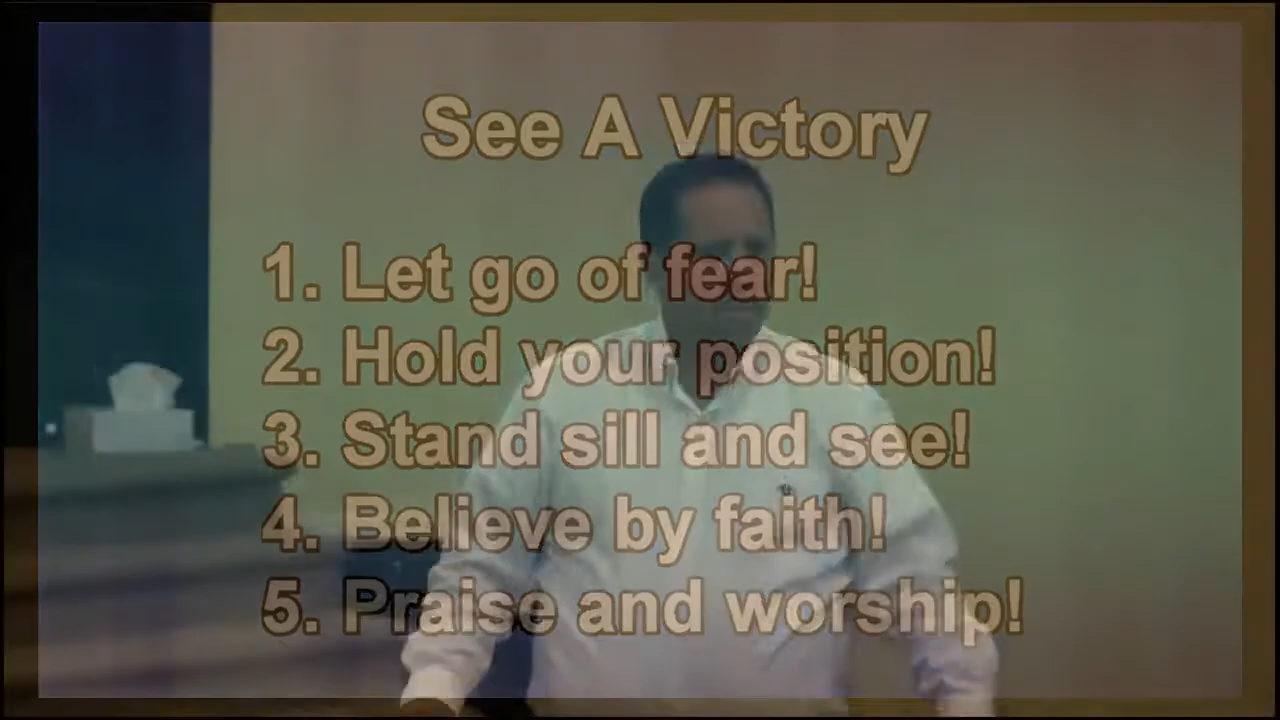 See A Victory
1. Let go of fear!
2. Hold your position!
3. Stand sill and see!
4. Believe by faith!
5. Praise and worship!